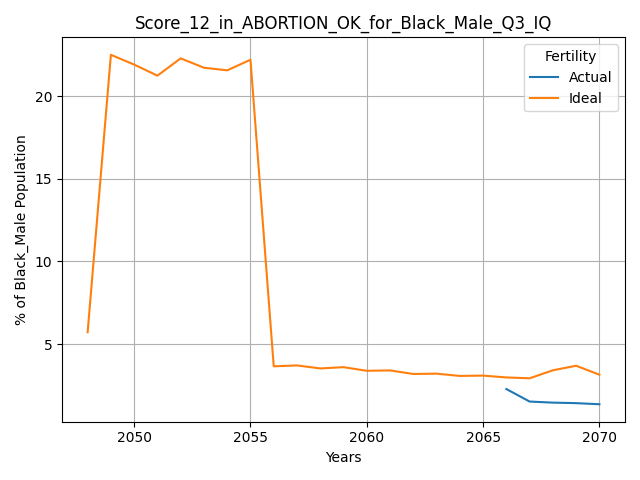 Score_12_in_ABORTION_OK_for_Black_Male_Q3_IQ
Fertility
Actual
Ideal
% of Black_Male Population
20
15
10
5
2050
2055
2060
2065
2070
Years